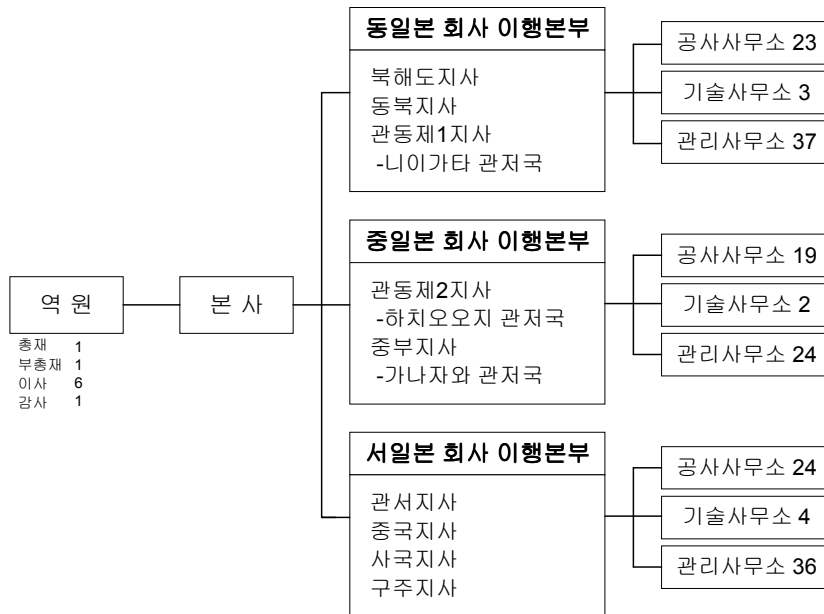 동일본 회사 이행본부
북해도지사
동북지사
관동제1지사
-니이가타 관저국
공사사무소 23
기술사무소 3
관리사무소 37
중일본 회사 이행본부
관동제2지사
-하치오오지 관저국
중부지사
-가나자와 관저국
공사사무소 19
기술사무소 2
관리사무소 24
역 원
총재 1
부총재 1
이사 6
감사 1
본 사
서일본 회사 이행본부
관서지사
중국지사
사국지사
구주지사
공사사무소 24
기술사무소 4
관리사무소 36